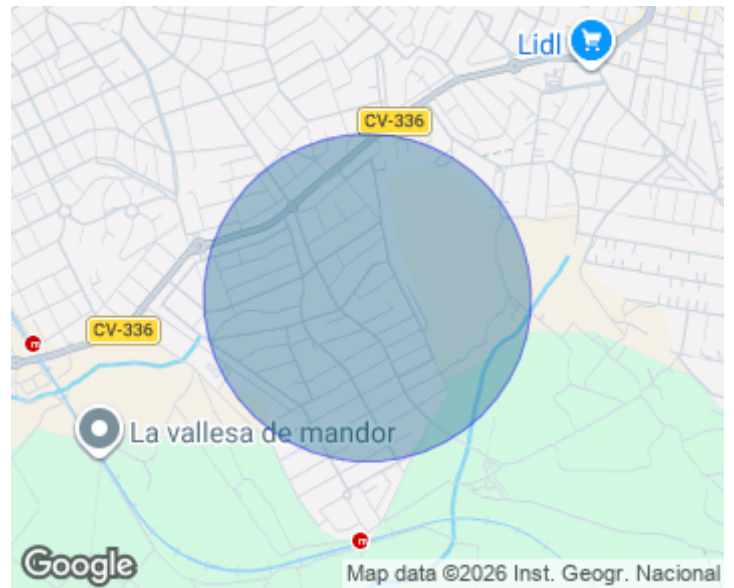 Lidl
CV-336
CV-336
m
La vallesa de mandor
m
Google
Map data ©2026 Inst. Geogr. Nacional